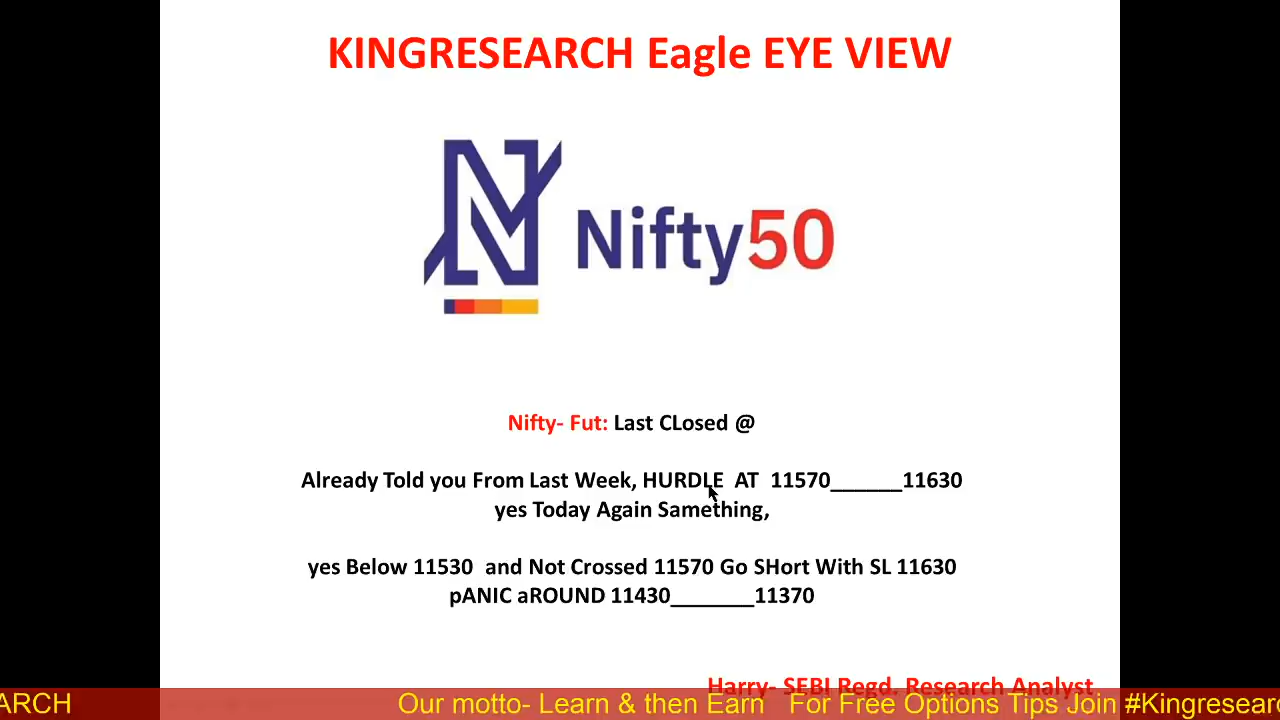 KINGRESEARCH Eagle EYE VIEW
Nifty50
Nifty- Fut: Last CLosed @
Already Told you From Last Week, HURDLE AT 11570______11630
yes Today Again Samething,
yes Below 11530 and Not Crossed 11570 Go SHort With SL 11630
pANIC aROUND 11430_______11370
Harry- SEBI Regd. Research Analyst
ARCH Our motto- Learn & then Earn For Free Options Tips Join #Kingresearc